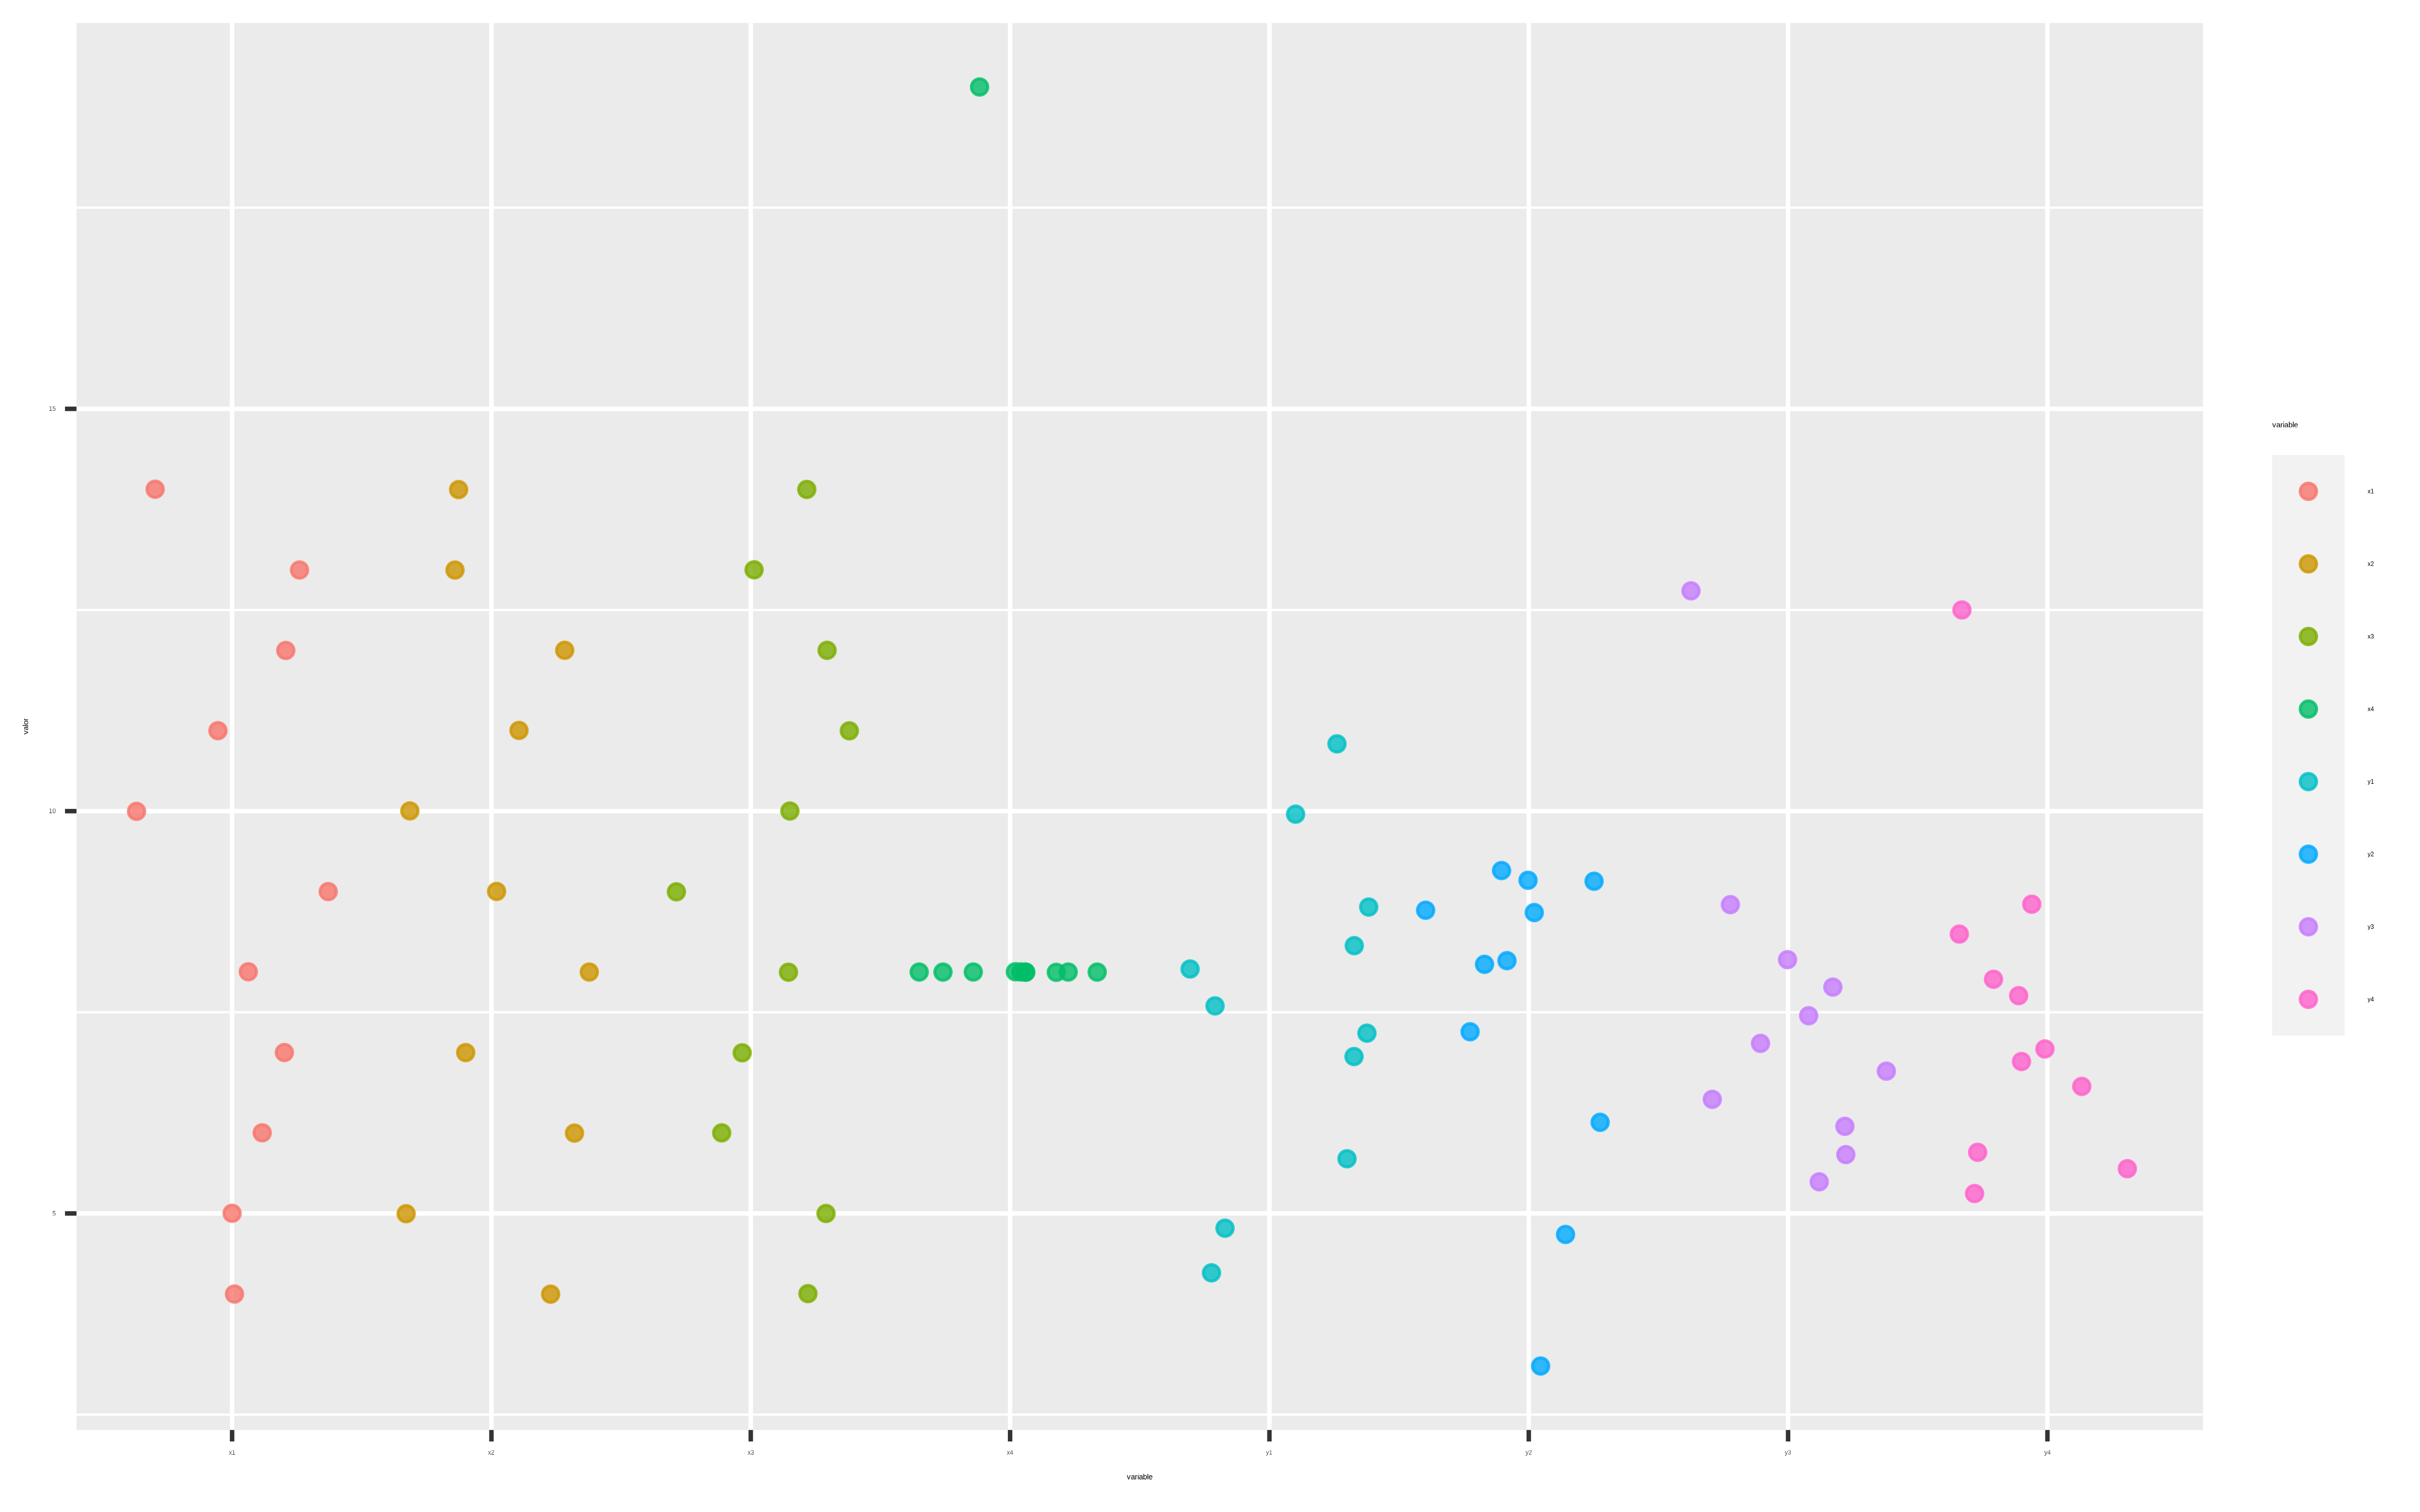 15
10
5
valor
x1 x2 x3 x4 y1 y2 y3 y4
variable
variable
x1
x2
x3
x4
y1
y2
y3
y4